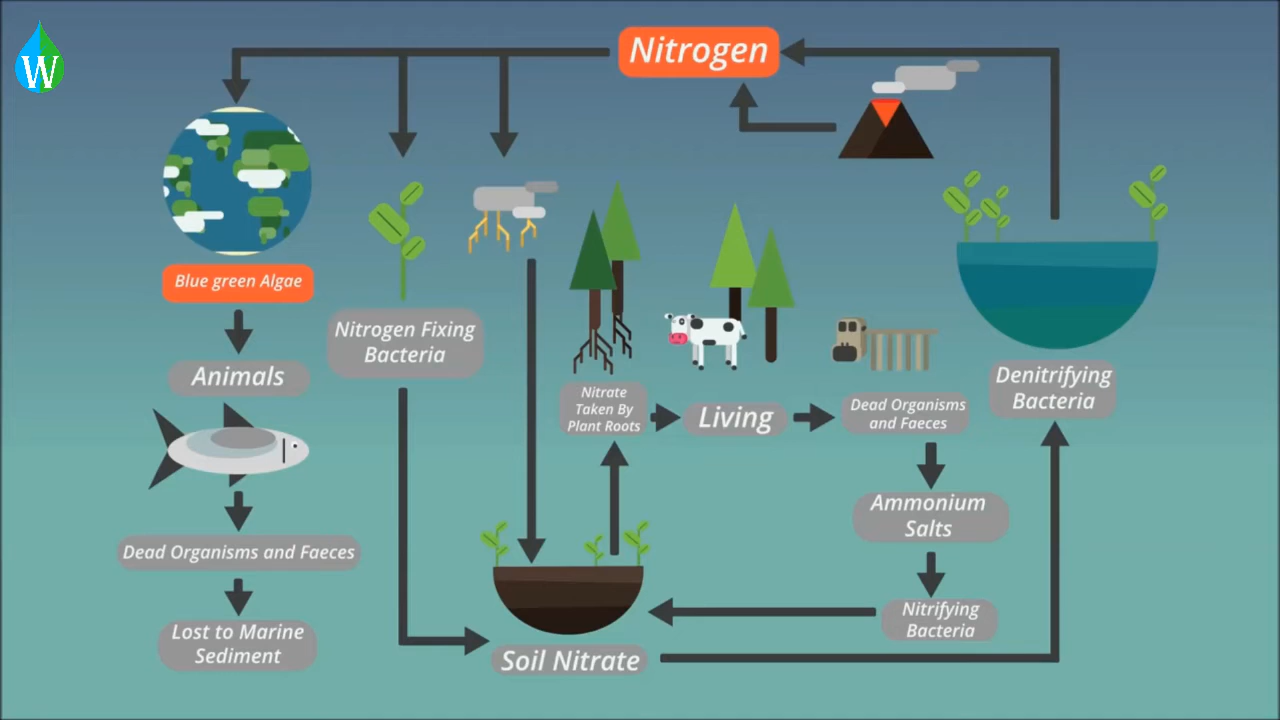 W
Nitrogen
Blue green Algae
Nitrogen Fixing
Bacteria
Animals
Nitrate
Taken By
Plant Roots
Living
Dead Organisms
and Faeces
Denitrifying
Bacteria
Ammonium
Salts
Dead Organisms and Faeces
Nitrifying
Bacteria
Lost to Marine
Sediment
Soil Nitrate